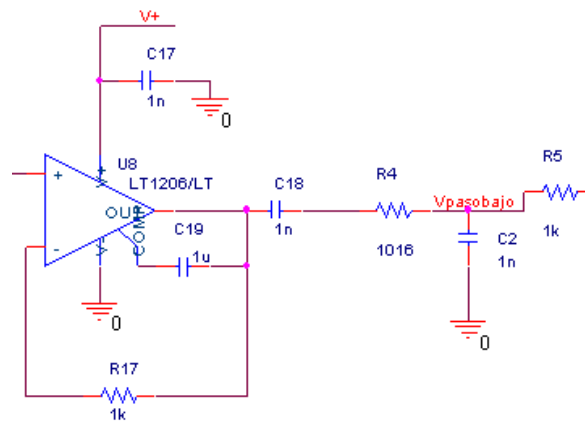 V+
C17
1n
0
U8
LT1206/LT
+
V+
OUT
COMP
-
V-
0
C19
1u
C18
1n
R4
1016
Vpasobajo
C2
1n
0
R5
1k
R17
1k